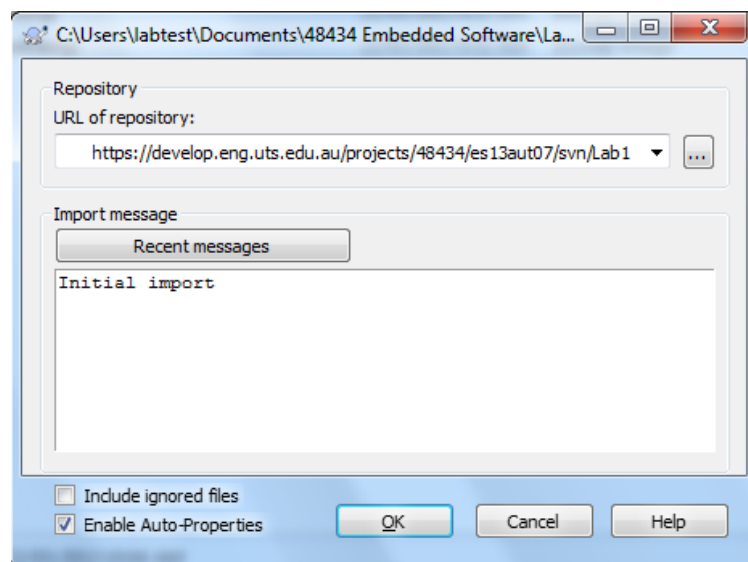 C:\Users\labtest\Documents\48434 Embedded Software\La...
Repository
URL of repository:
https://develop.eng.uts.edu.au/projects/48434/es13aut07/svn/Lab1
...
Import message
Recent messages
Initial import
Include ignored files
Enable Auto-Properties
OK Cancel Help